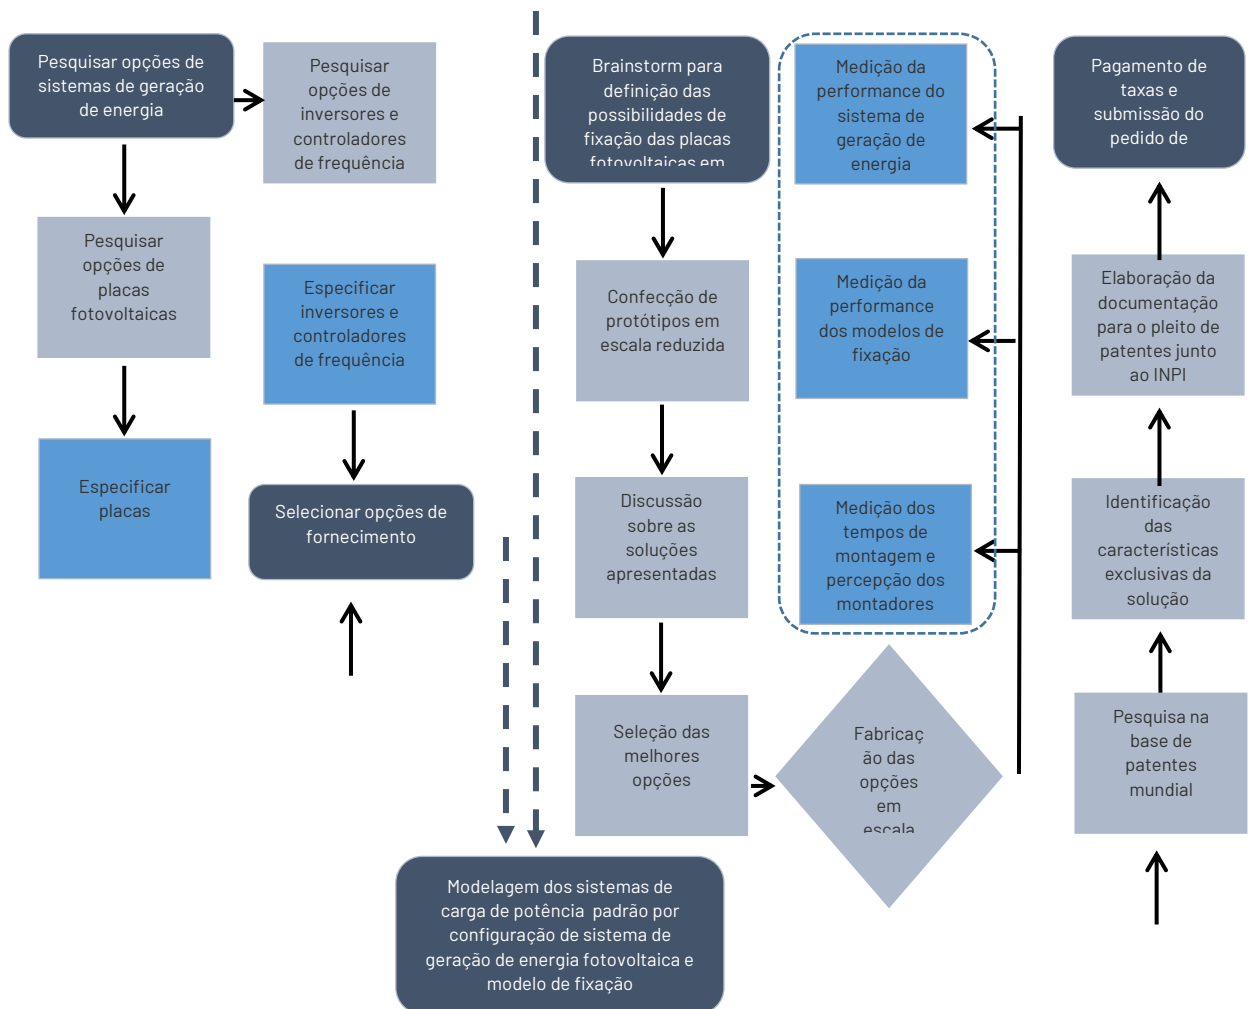 Pesquisar opções de
sistemas de geração
de energia
Pesquisar
opções de
inversores e
controladores
de frequência
Pesquisar
opções de
placas
fotovoltaicas
Especificar
inversores e
controladores
de frequência
Especificar
placas
Selecionar opções de
fornecimento
Brainstorm para
definição das
possibilidades de
fixação das placas
fotovoltaicas em
Confecção de
protótipos em
escala reduzida
Discussão
sobre as
soluções
apresentadas
Seleção das
melhores
opções
Fabricaç
ão das
opções
em
escala
Medição da
performance do
sistema de
geração de
energia
Medição da
performance
dos modelos de
fixação
Medição dos
tempos de
montagem e
percepção dos
montadores
Pagamento de
taxas e
submissão do
pedido de
Elaboração da
documentação
para o pleito de
patentes junto
ao INPI
Identificação
das
características
exclusivas da
solução
Pesquisa na
base de
patentes
mundial
Modelagem dos sistemas de
carga de potência  padrão por
configuração de sistema de
geração de energia fotovoltaica e
modelo de fixação